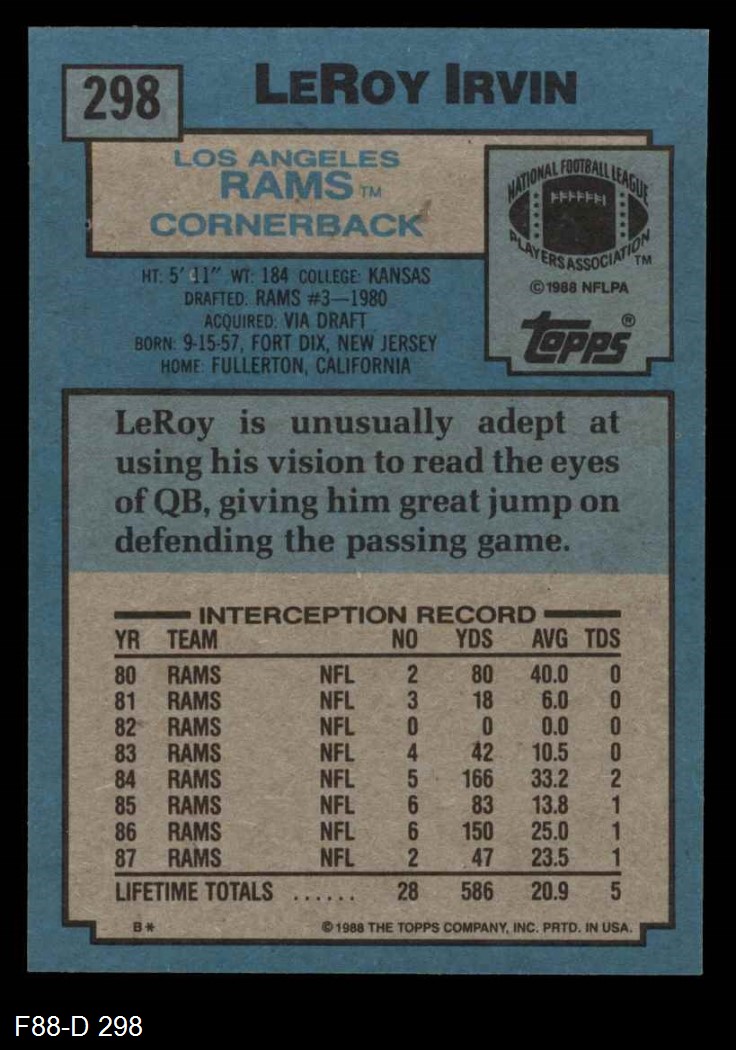 298
LeRoy Irvin
LOS ANGELES
RAMS TM
CORNERBACK
NATIONAL FOOTBALL LEAGUE
PLAYERS ASSOCIATION TM
©1988 NFLPA
Topps®
HT: 5' 11" WT: 184 COLLEGE: KANSAS
DRAFTED: RAMS #3—1980
ACQUIRED: VIA DRAFT
BORN: 9-15-57, FORT DIX, NEW JERSEY
HOME: FULLERTON, CALIFORNIA
LeRoy is unusually adept at
using his vision to read the eyes
of QB, giving him great jump on
defending the passing game.
INTERCEPTION RECORD
YR TEAM NO YDS AVG TDS
80 RAMS NFL 2 80 40.0 0
81 RAMS NFL 3 18 6.0 0
82 RAMS NFL 0 0 0.0 0
83 RAMS NFL 4 42 10.5 0
84 RAMS NFL 5 166 33.2 2
85 RAMS NFL 6 83 13.8 1
86 RAMS NFL 6 150 25.0 1
87 RAMS NFL 2 47 23.5 1
LIFETIME TOTALS ...... 28 586 20.9 5
B* ©1988 THE TOPPS COMPANY, INC. PRTD. IN USA.
F88-D 298